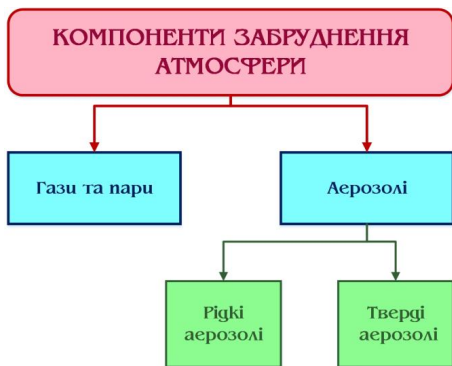 КОМПОНЕНТИ ЗАБРУДНЕННЯ
АТМОСФЕРИ
Гази та пари
Аерозолі
Рідкі
аерозолі
Тверді
аерозолі